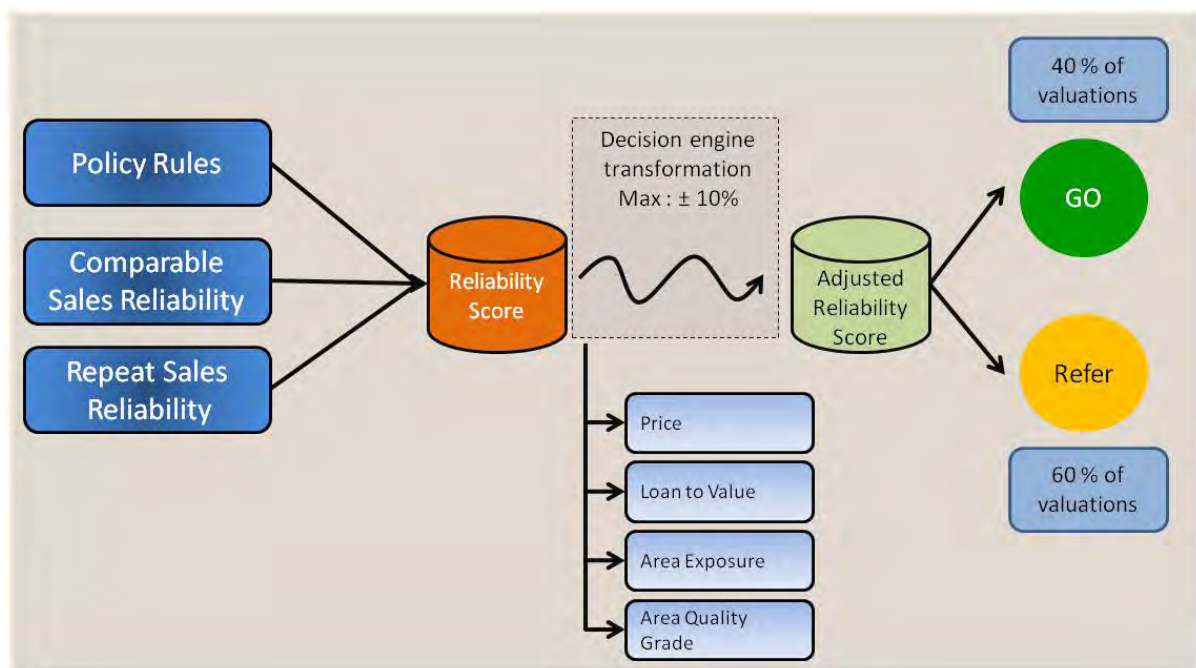 Policy Rules
Comparable
Sales Reliability
Repeat Sales
Reliability
Reliability
Score
Decision engine
transformation
Max : ± 10%
Price
Loan to Value
Area Exposure
Area Quality
Grade
Adjusted
Reliability
Score
40 % of
valuations
GO
Refer
60 % of
valuations